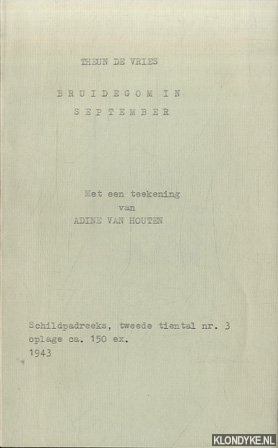 THEUN DE VRIES
BRUIDEGOM IN
SEPTEMBER
Met een teekening
van
ADINE VAN HOUTEN
Schildpadreeks, tweede tiental nr. 3
oplage ca. 150 ex.
1943
KLONDYKE.NL